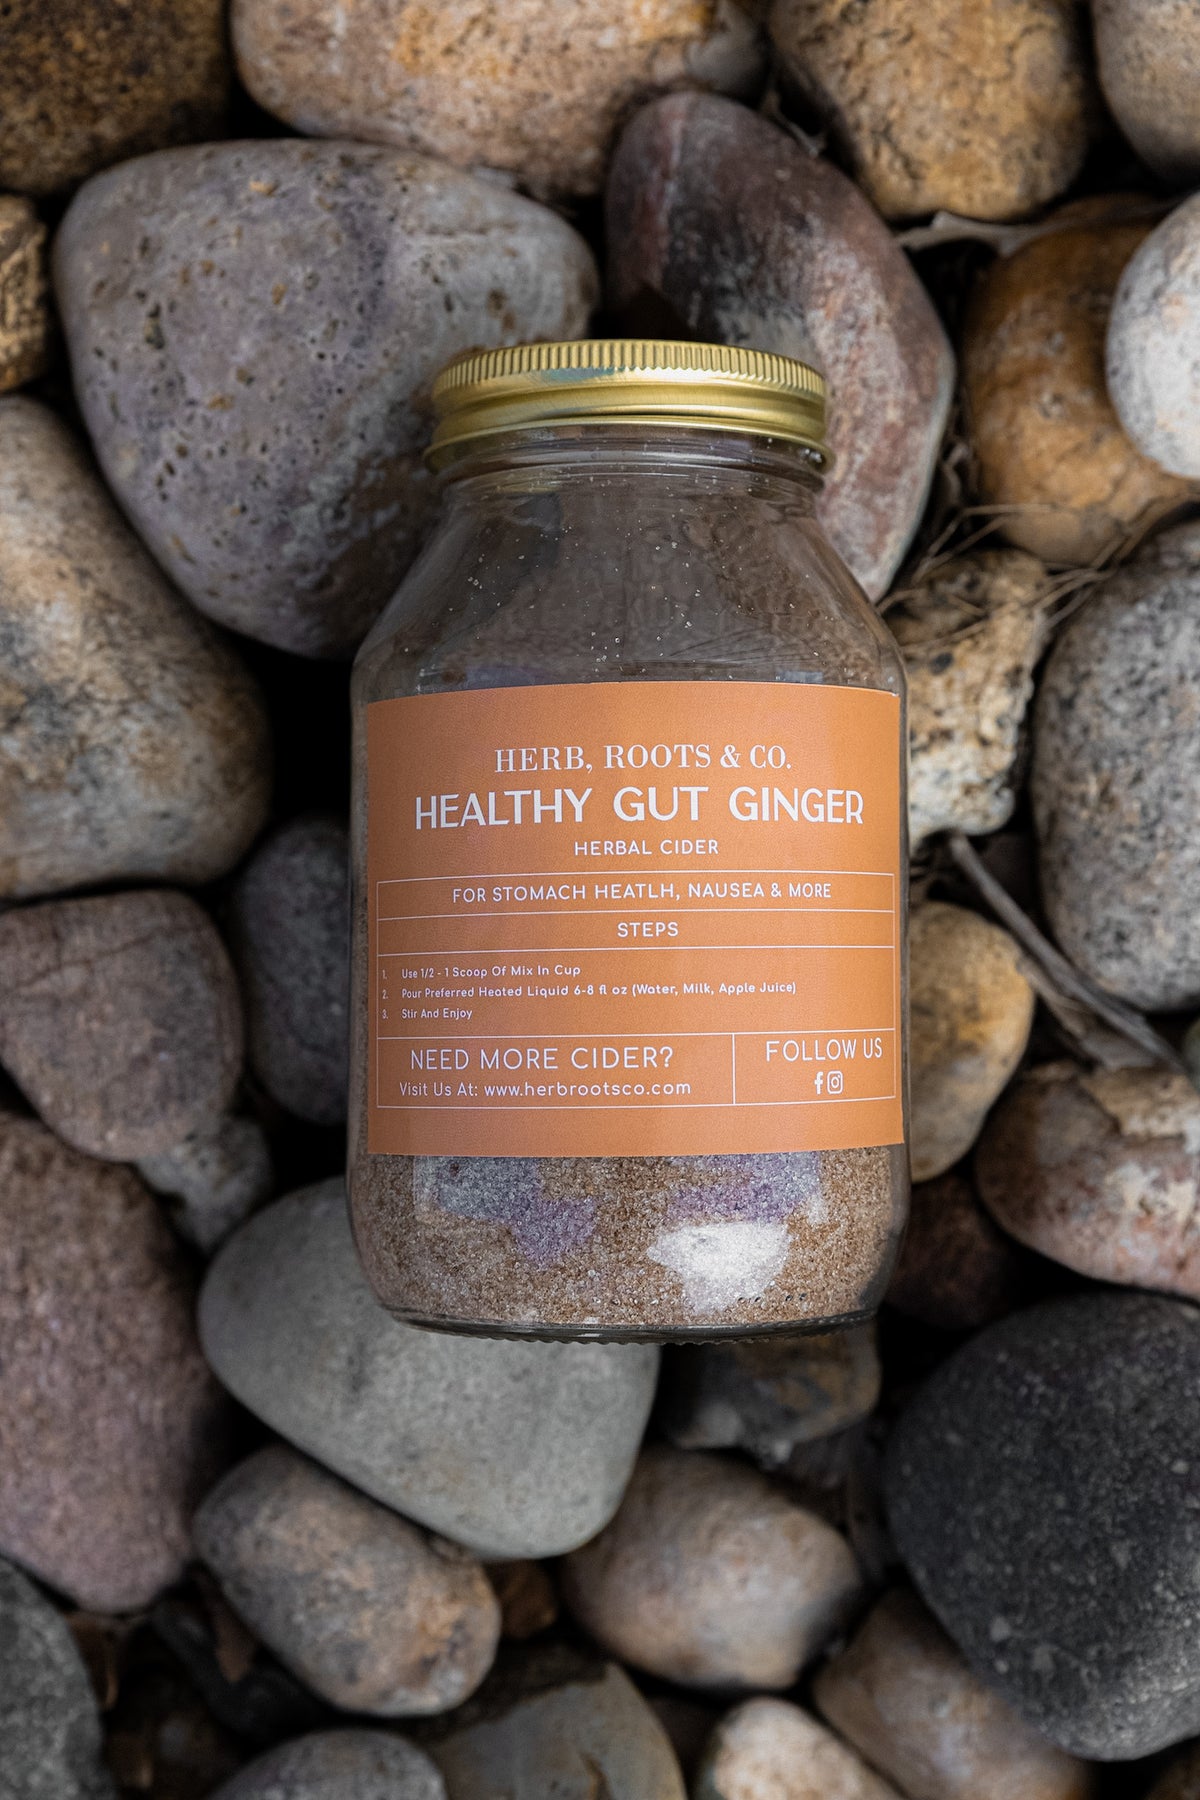 HERB, ROOTS & CO.
HEALTHY GUT GINGER
HERBAL CIDER
FOR STOMACH HEATLH, NAUSEA & MORE
STEPS
1. Use 1/2 - 1 Scoop Of Mix In Cup
2. Pour Preferred Heated Liquid 6-8 fl oz (Water, Milk, Apple Juice)
3. Stir And Enjoy
NEED MORE CIDER?
Visit Us At: www.herbrootsco.com
FOLLOW US